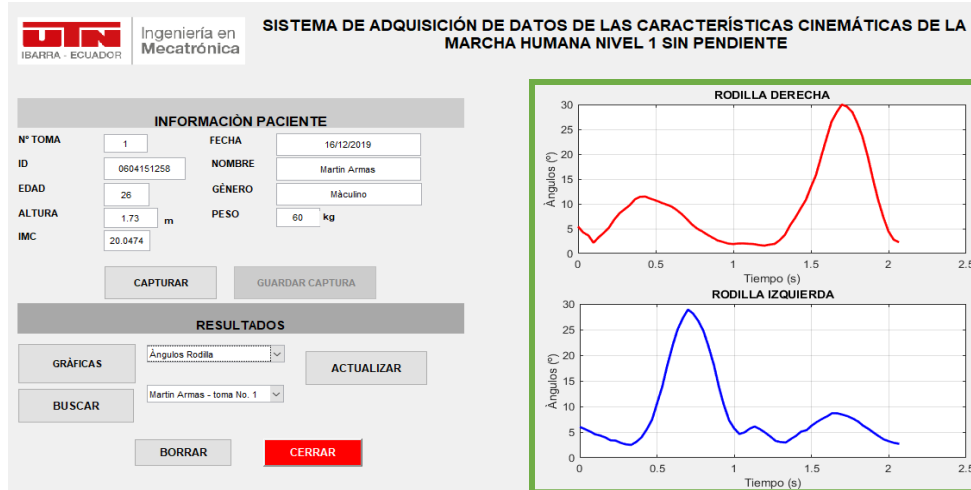 UTN
IBARRA - ECUADOR
Ingeniería en
Mecatrónica
SISTEMA DE ADQUISICIÓN DE DATOS DE LAS CARACTERÍSTICAS CINEMÁTICAS DE LA
MARCHA HUMANA NIVEL 1 SIN PENDIENTE
INFORMACIÒN PACIENTE
Nº TOMA 1 FECHA 16/12/2019
ID 0604151258 NOMBRE Martin Armas
EDAD 26 GÈNERO Màculino
ALTURA 1.73 m PESO 60 kg
IMC 20.0474
CAPTURAR GUARDAR CAPTURA
RESULTADOS
GRÀFICAS Àngulos Rodilla ACTUALIZAR
BUSCAR Martin Armas - toma No. 1
BORRAR CERRAR
RODILLA DERECHA
30
25
20
15
10
5
0
Àngulos (º)
0 0.5 1 1.5 2 2.5
Tiempo (s)
RODILLA IZQUIERDA
30
25
20
15
10
5
0
Àngulos (º)
0 0.5 1 1.5 2 2.5
Tiempo (s)